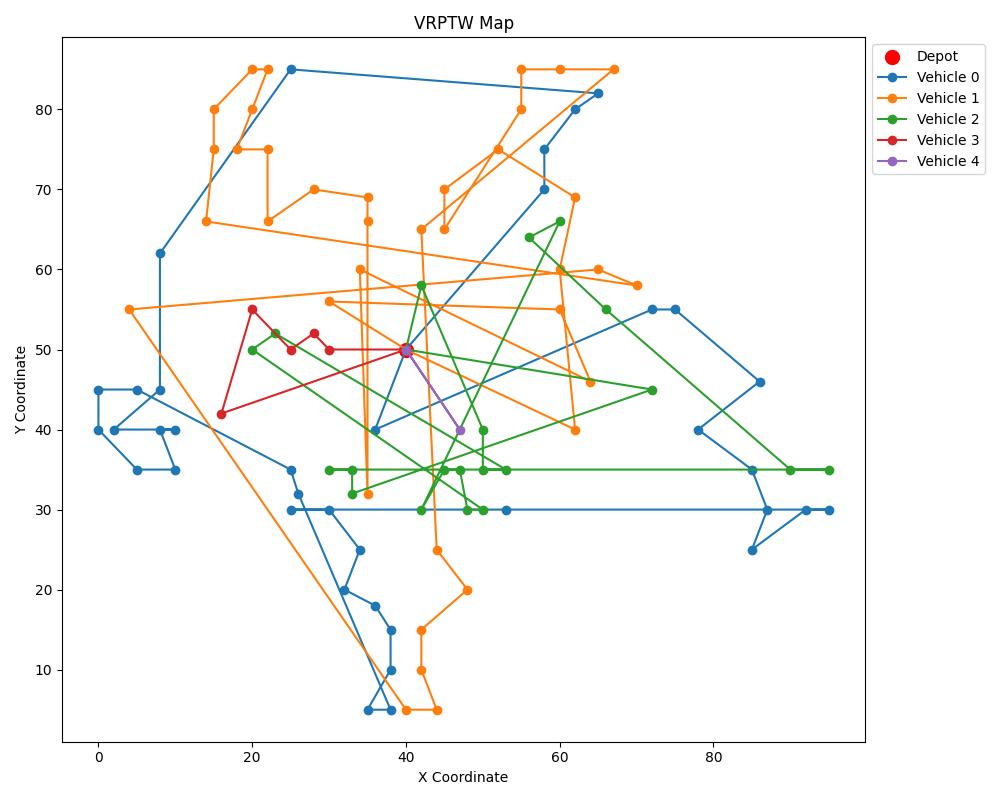 VRPTW Map
Depot
Vehicle 0
Vehicle 1
Vehicle 2
Vehicle 3
Vehicle 4
Y Coordinate
80
70
60
50
40
30
20
10
0 20 40 60 80
X Coordinate